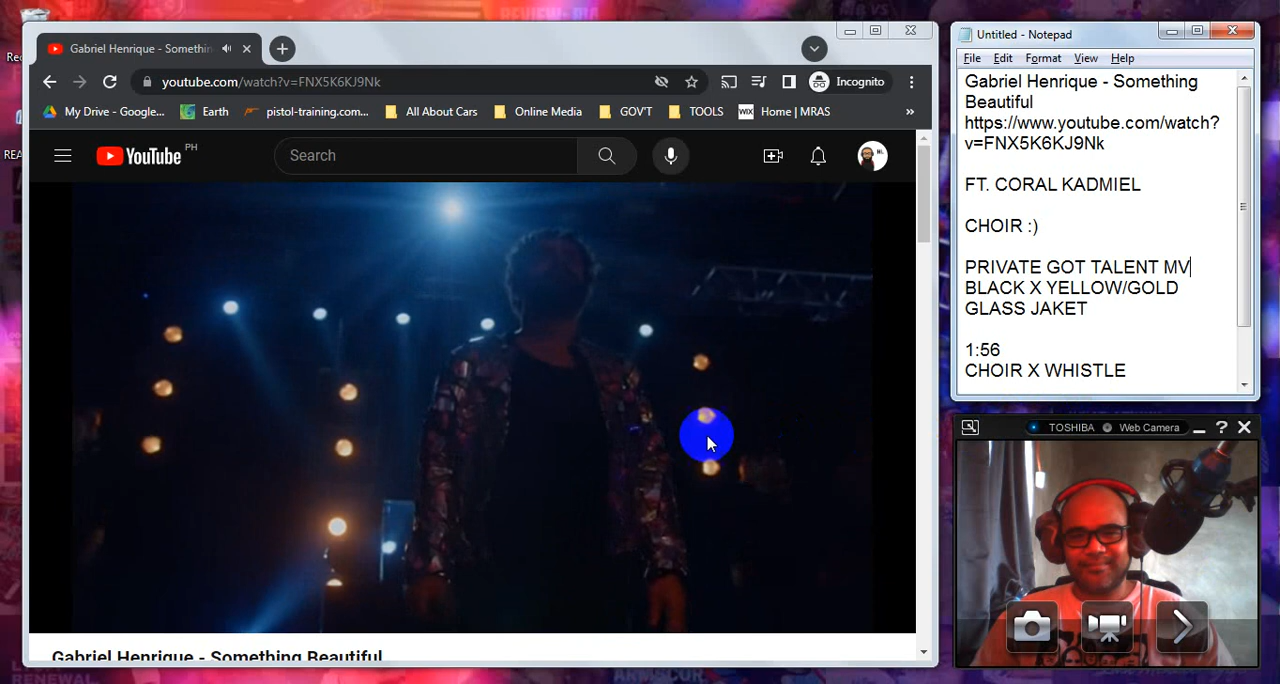 Gabriel Henrique - Somethin
youtube.com/watch?v=FNX5K6KJ9Nk
Incognito
My Drive - Google...
Earth
pistol-training.com...
All About Cars
Online Media
GOV'T
TOOLS
WIX
Home | MRAS
»
YouTube PH
Search
Gabriel Henrique - Something Beautiful
Untitled - Notepad
File Edit Format View Help
Gabriel Henrique - Something
Beautiful
https://www.youtube.com/watch?
v=FNX5K6KJ9Nk
FT. CORAL KADMIEL
CHOIR :)
PRIVATE GOT TALENT MV
BLACK X YELLOW/GOLD
GLASS JAKET
1:56
CHOIR X WHISTLE
TOSHIBA Web Camera
RENEWAL